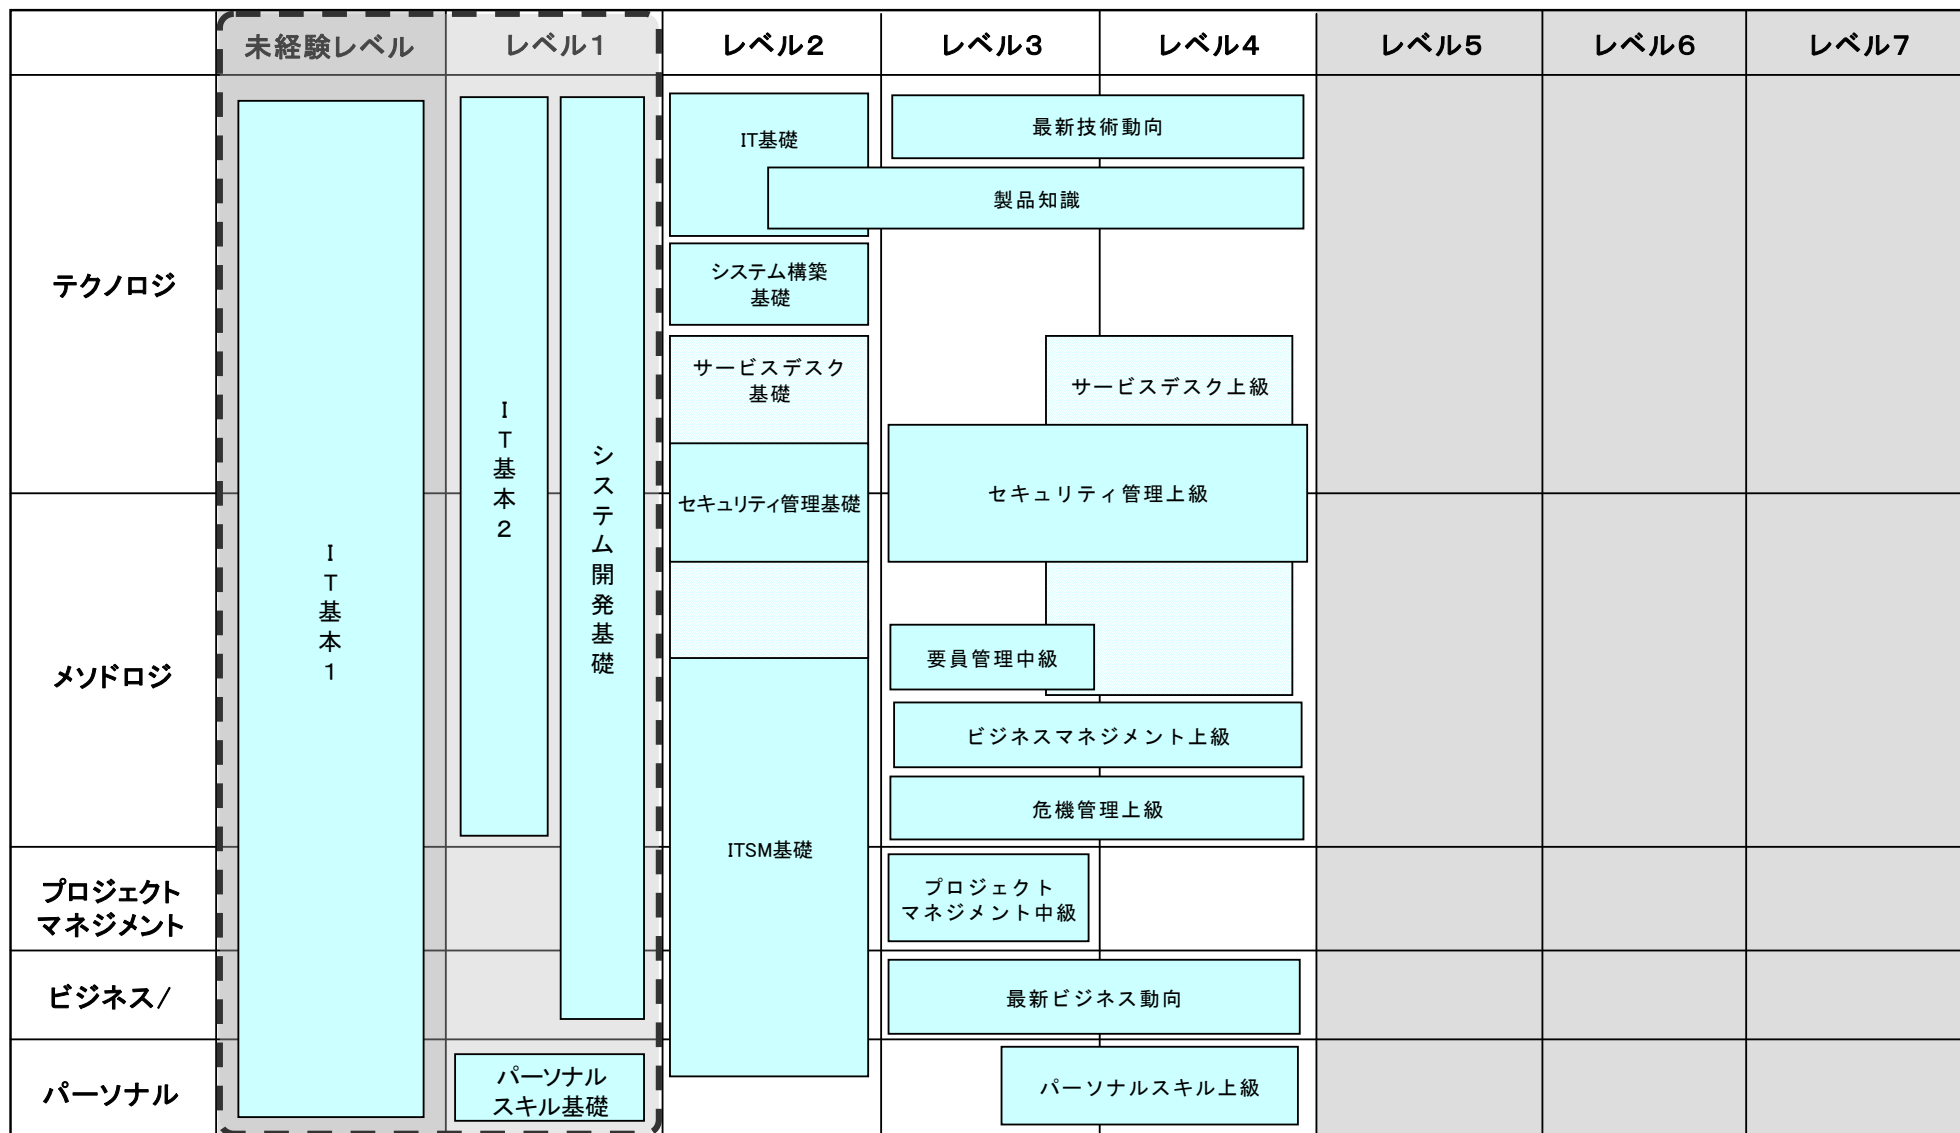 未経験レベル
レベル1
レベル2
レベル3
レベル4
レベル5
レベル6
レベル7
テクノロジ
メソドロジ
プロジェクト
マネジメント
ビジネス/
パーソナル
IT基本1
IT基本2
システム開発基礎
パーソナル
スキル基礎
IT基礎
製品知識
最新技術動向
システム構築
基礎
サービスデスク
基礎
サービスデスク上級
セキュリティ管理基礎
セキュリティ管理上級
要員管理中級
ビジネスマネジメント上級
危機管理上級
ITSM基礎
プロジェクト
マネジメント中級
最新ビジネス動向
パーソナルスキル上級